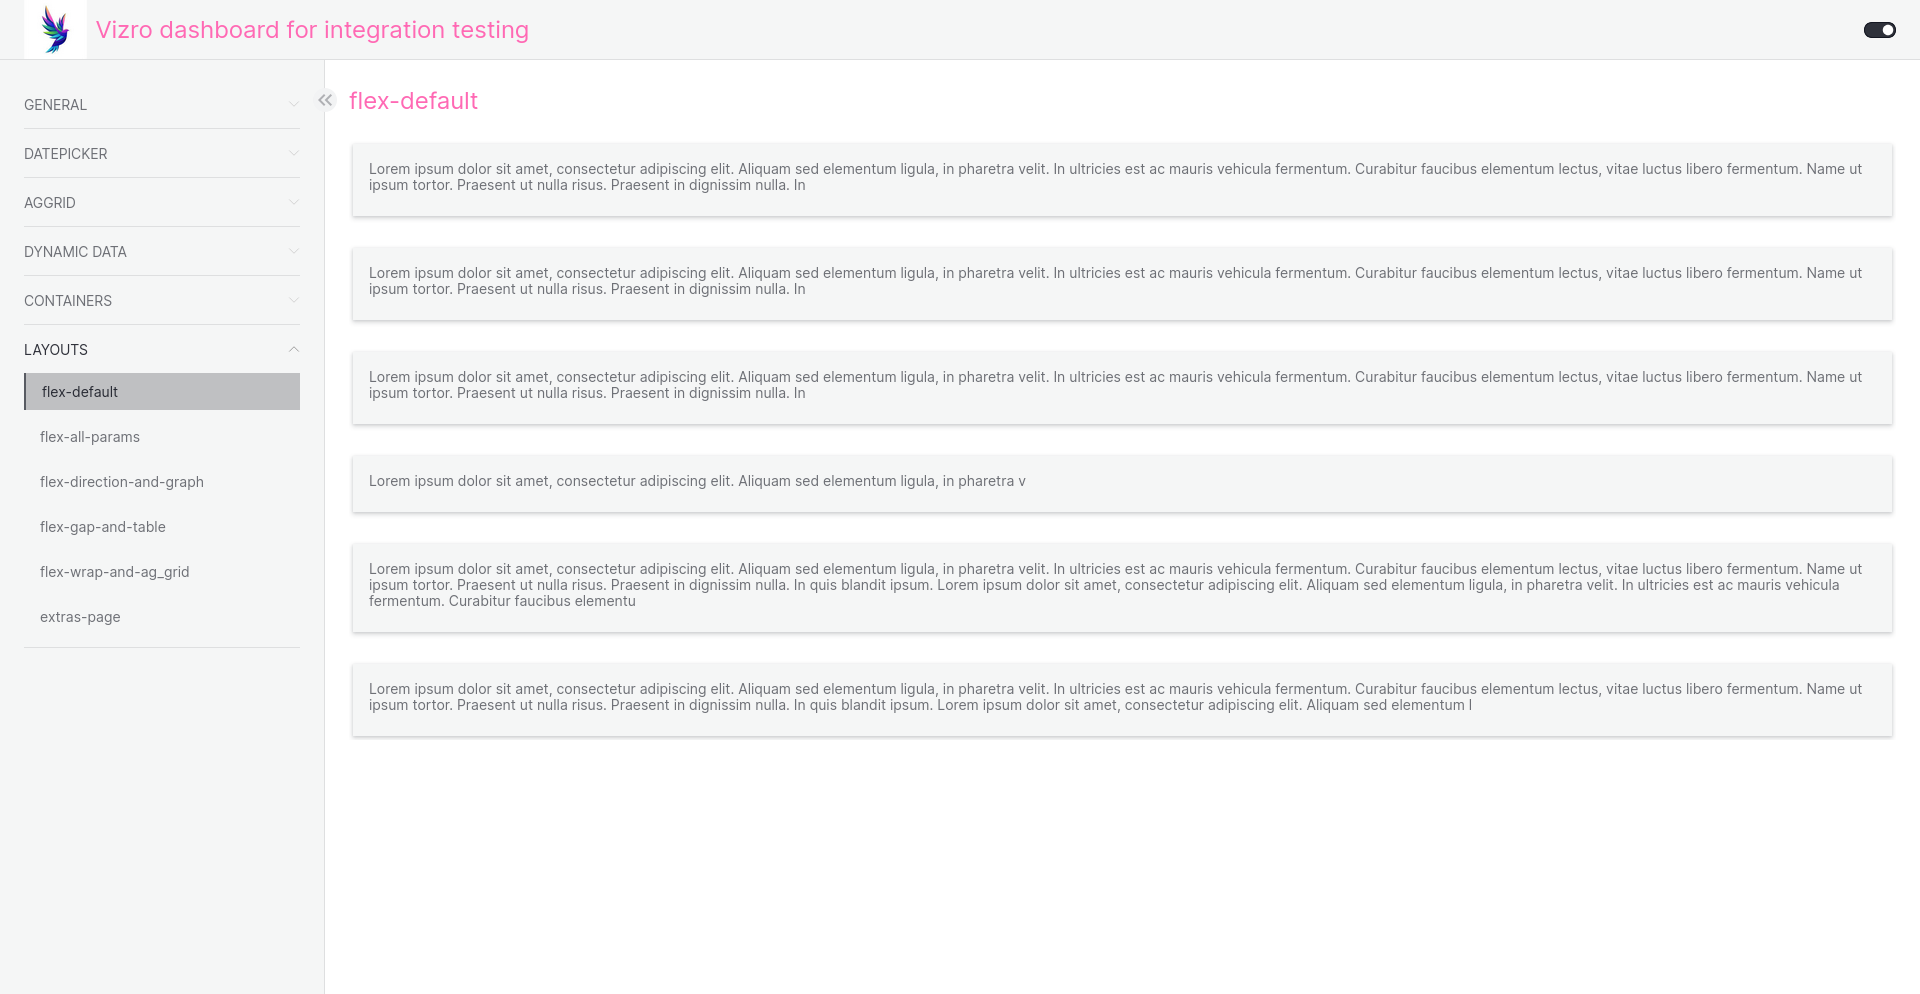 Vizro dashboard for integration testing
GENERAL
DATEPICKER
AGGRID
DYNAMIC DATA
CONTAINERS
LAYOUTS
flex-default
flex-all-params
flex-direction-and-graph
flex-gap-and-table
flex-wrap-and-ag_grid
extras-page
flex-default
Lorem ipsum dolor sit amet, consectetur adipiscing elit. Aliquam sed elementum ligula, in pharetra velit. In ultricies est ac mauris vehicula fermentum. Curabitur faucibus elementum lectus, vitae luctus libero fermentum. Name ut
ipsum tortor. Praesent ut nulla risus. Praesent in dignissim nulla. In
Lorem ipsum dolor sit amet, consectetur adipiscing elit. Aliquam sed elementum ligula, in pharetra velit. In ultricies est ac mauris vehicula fermentum. Curabitur faucibus elementum lectus, vitae luctus libero fermentum. Name ut
ipsum tortor. Praesent ut nulla risus. Praesent in dignissim nulla. In
Lorem ipsum dolor sit amet, consectetur adipiscing elit. Aliquam sed elementum ligula, in pharetra velit. In ultricies est ac mauris vehicula fermentum. Curabitur faucibus elementum lectus, vitae luctus libero fermentum. Name ut
ipsum tortor. Praesent ut nulla risus. Praesent in dignissim nulla. In
Lorem ipsum dolor sit amet, consectetur adipiscing elit. Aliquam sed elementum ligula, in pharetra v
Lorem ipsum dolor sit amet, consectetur adipiscing elit. Aliquam sed elementum ligula, in pharetra velit. In ultricies est ac mauris vehicula fermentum. Curabitur faucibus elementum lectus, vitae luctus libero fermentum. Name ut
ipsum tortor. Praesent ut nulla risus. Praesent in dignissim nulla. In quis blandit ipsum. Lorem ipsum dolor sit amet, consectetur adipiscing elit. Aliquam sed elementum ligula, in pharetra velit. In ultricies est ac mauris vehicula
fermentum. Curabitur faucibus elementu
Lorem ipsum dolor sit amet, consectetur adipiscing elit. Aliquam sed elementum ligula, in pharetra velit. In ultricies est ac mauris vehicula fermentum. Curabitur faucibus elementum lectus, vitae luctus libero fermentum. Name ut
ipsum tortor. Praesent ut nulla risus. Praesent in dignissim nulla. In quis blandit ipsum. Lorem ipsum dolor sit amet, consectetur adipiscing elit. Aliquam sed elementum l